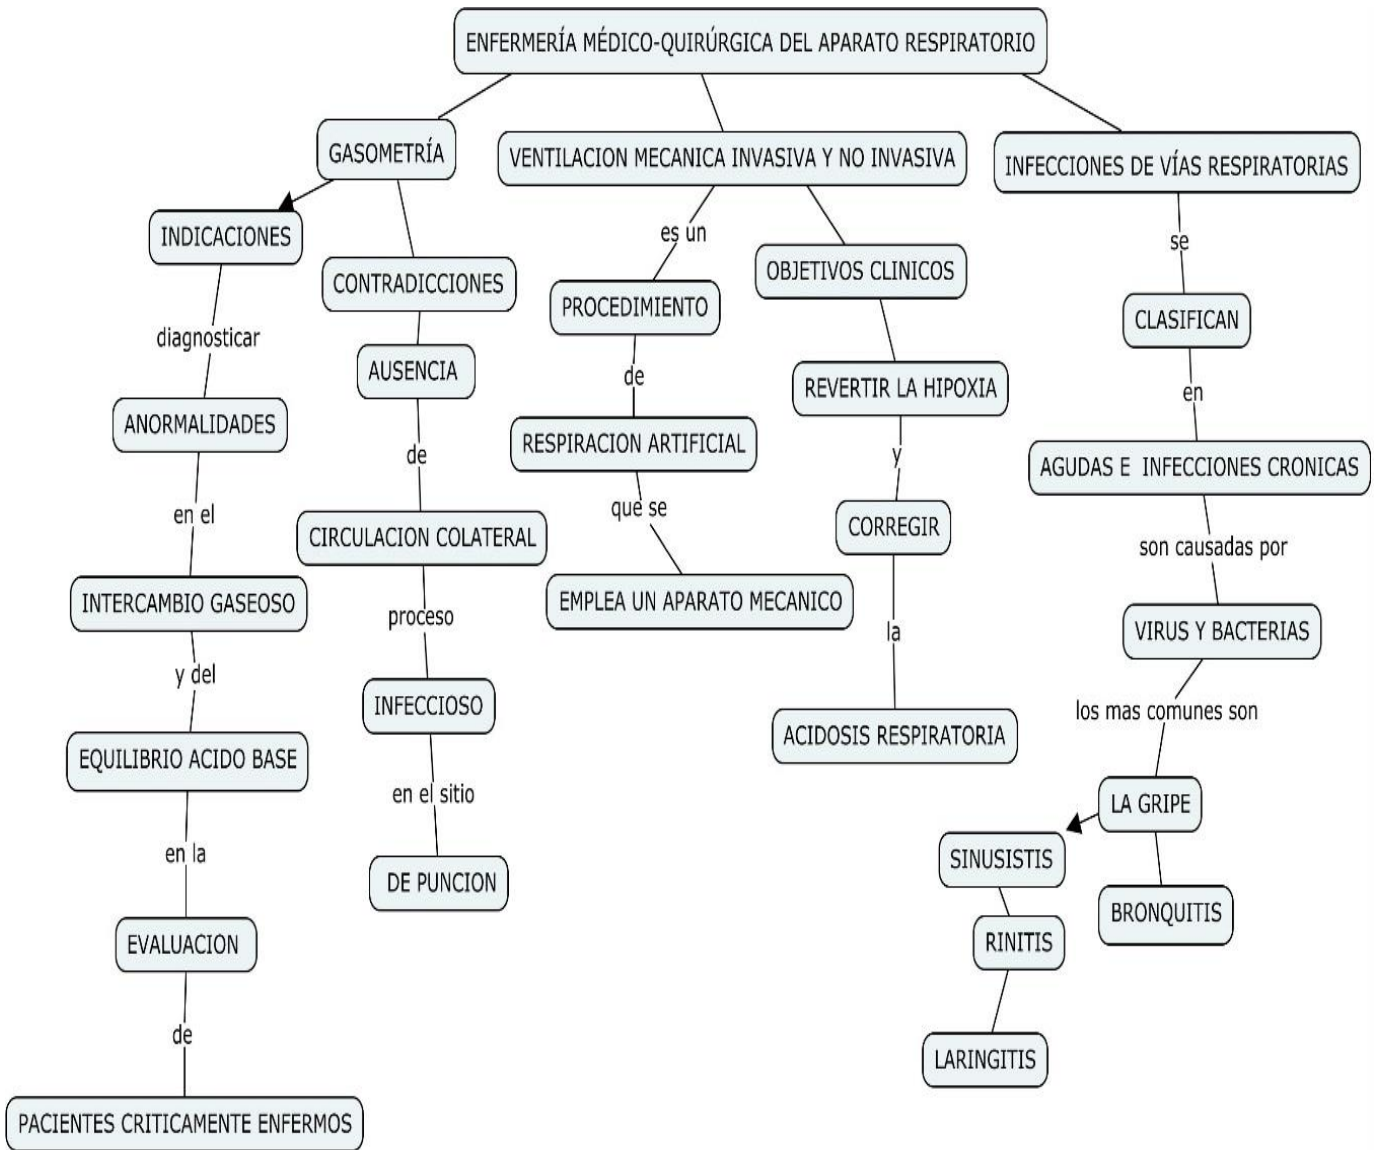 ENFERMERÍA MÉDICO-QUIRÚRGICA DEL APARATO RESPIRATORIO
GASOMETRÍA
INDICACIONES
diagnosticar
ANORMALIDADES
en el
INTERCAMBIO GASEOSO
y del
EQUILIBRIO ACIDO BASE
en la
EVALUACION
de
PACIENTES CRITICAMENTE ENFERMOS
CONTRADICCIONES
AUSENCIA
de
CIRCULACION COLATERAL
proceso
INFECCIOSO
en el sitio
DE PUNCION
VENTILACION MECANICA INVASIVA Y NO INVASIVA
es un
PROCEDIMIENTO
de
RESPIRACION ARTIFICIAL
que se
EMPLEA UN APARATO MECANICO
OBJETIVOS CLINICOS
REVERTIR LA HIPOXIA
y
CORREGIR
la
ACIDOSIS RESPIRATORIA
INFECCIONES DE VÍAS RESPIRATORIAS
se
CLASIFICAN
en
AGUDAS E INFECCIONES CRONICAS
son causadas por
VIRUS Y BACTERIAS
los mas comunes son
LA GRIPE
SINUSISTIS
RINITIS
LARINGITIS
BRONQUITIS